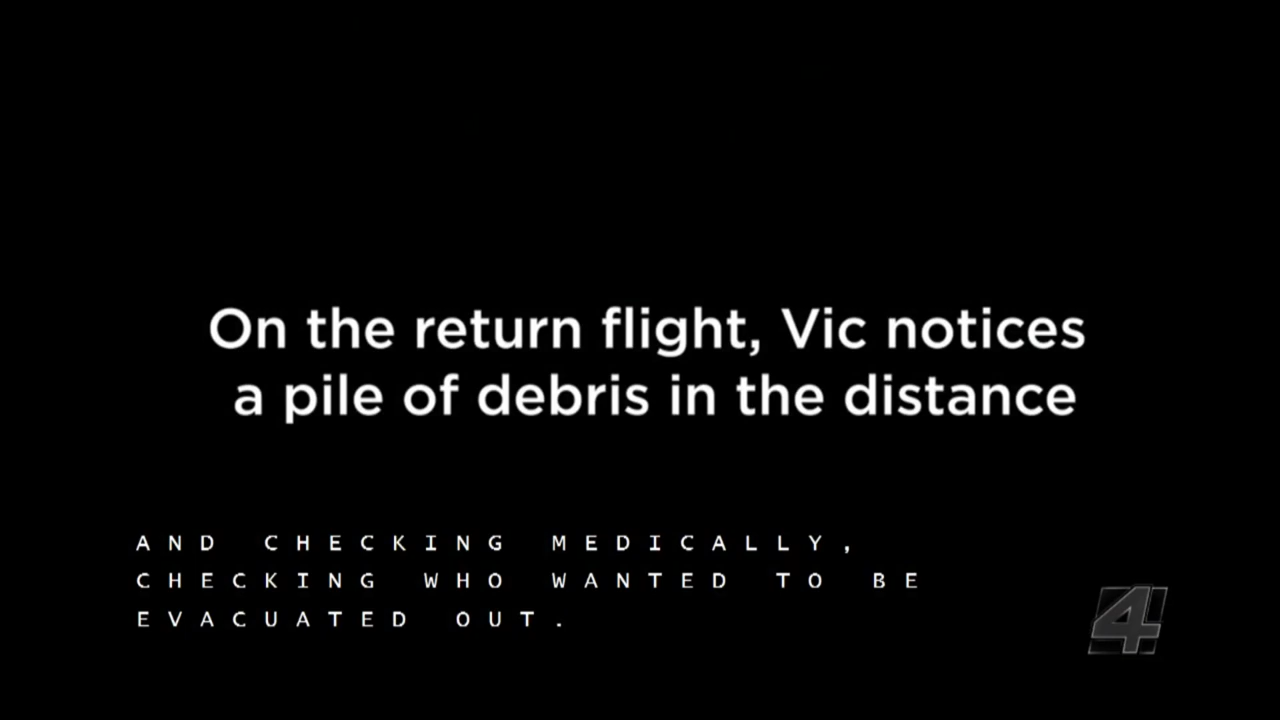 On the return flight, Vic notices
a pile of debris in the distance
AND CHECKING MEDICALLY,
CHECKING WHO WANTED TO BE
EVACUATED OUT.
4